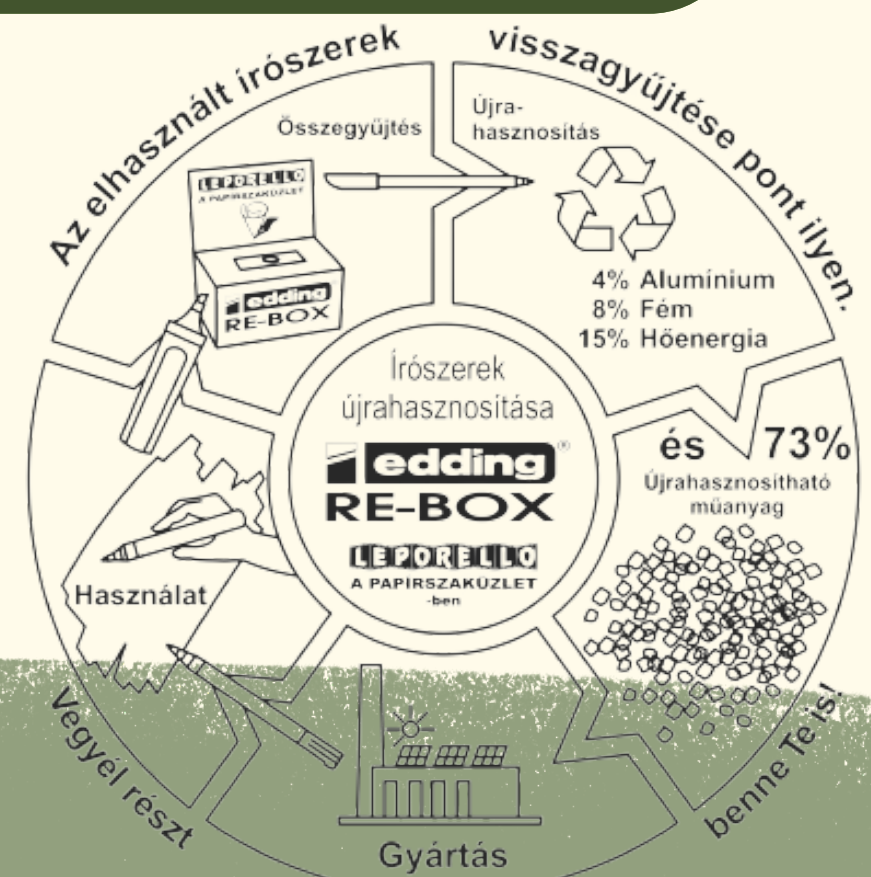 Az elhasznált írószerek
visszagyűjtése pont ilyen.
Összegyűjtés
LEPORELLO
A PAPIRSZAKÜZLET
edding
RE-BOX
Újra-
hasznosítás
4% Alumínium
8% Fém
15% Hőenergia
és 73%
Újrahasznosítható
műanyag
Írószerek
újrahasznosítása
edding®
RE-BOX
LEPORELLO
A PAPIRSZAKÜZLET
-ben
Használat
Gyártás
Vegyél részt
benne Te is!